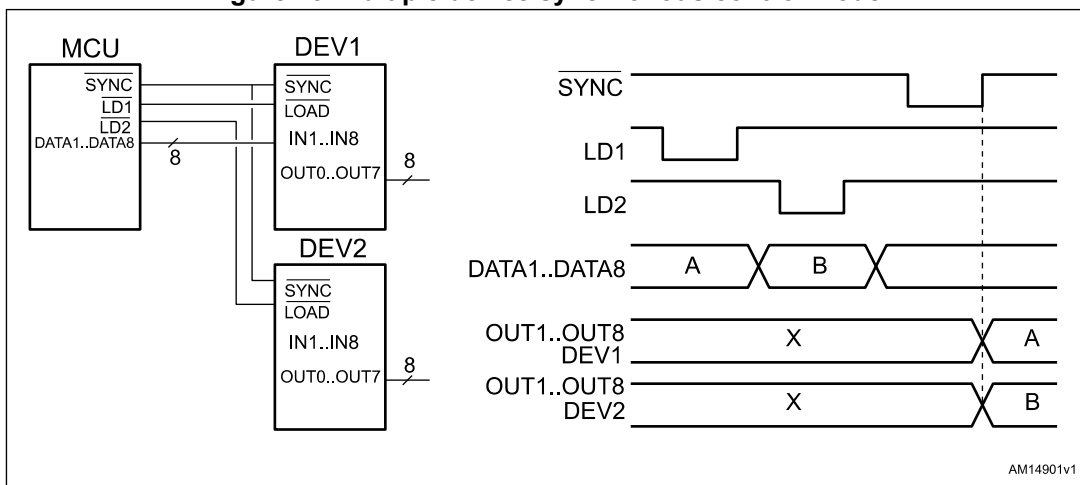 MCU
SYNC
LD1
LD2
DATA1..DATA8
8
DEV1
SYNC
LOAD
IN1..IN8
OUT0..OUT7
8
DEV2
SYNC
LOAD
IN1..IN8
OUT0..OUT7
8
SYNC
LD1
LD2
DATA1..DATA8
A
B
OUT1..OUT8
DEV1
X
A
OUT1..OUT8
DEV2
X
B
AM14901v1